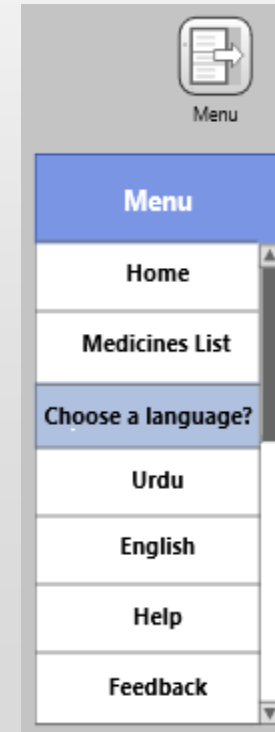 Menu
Menu
Home
Medicines List
Choose a language?
Urdu
English
Help
Feedback